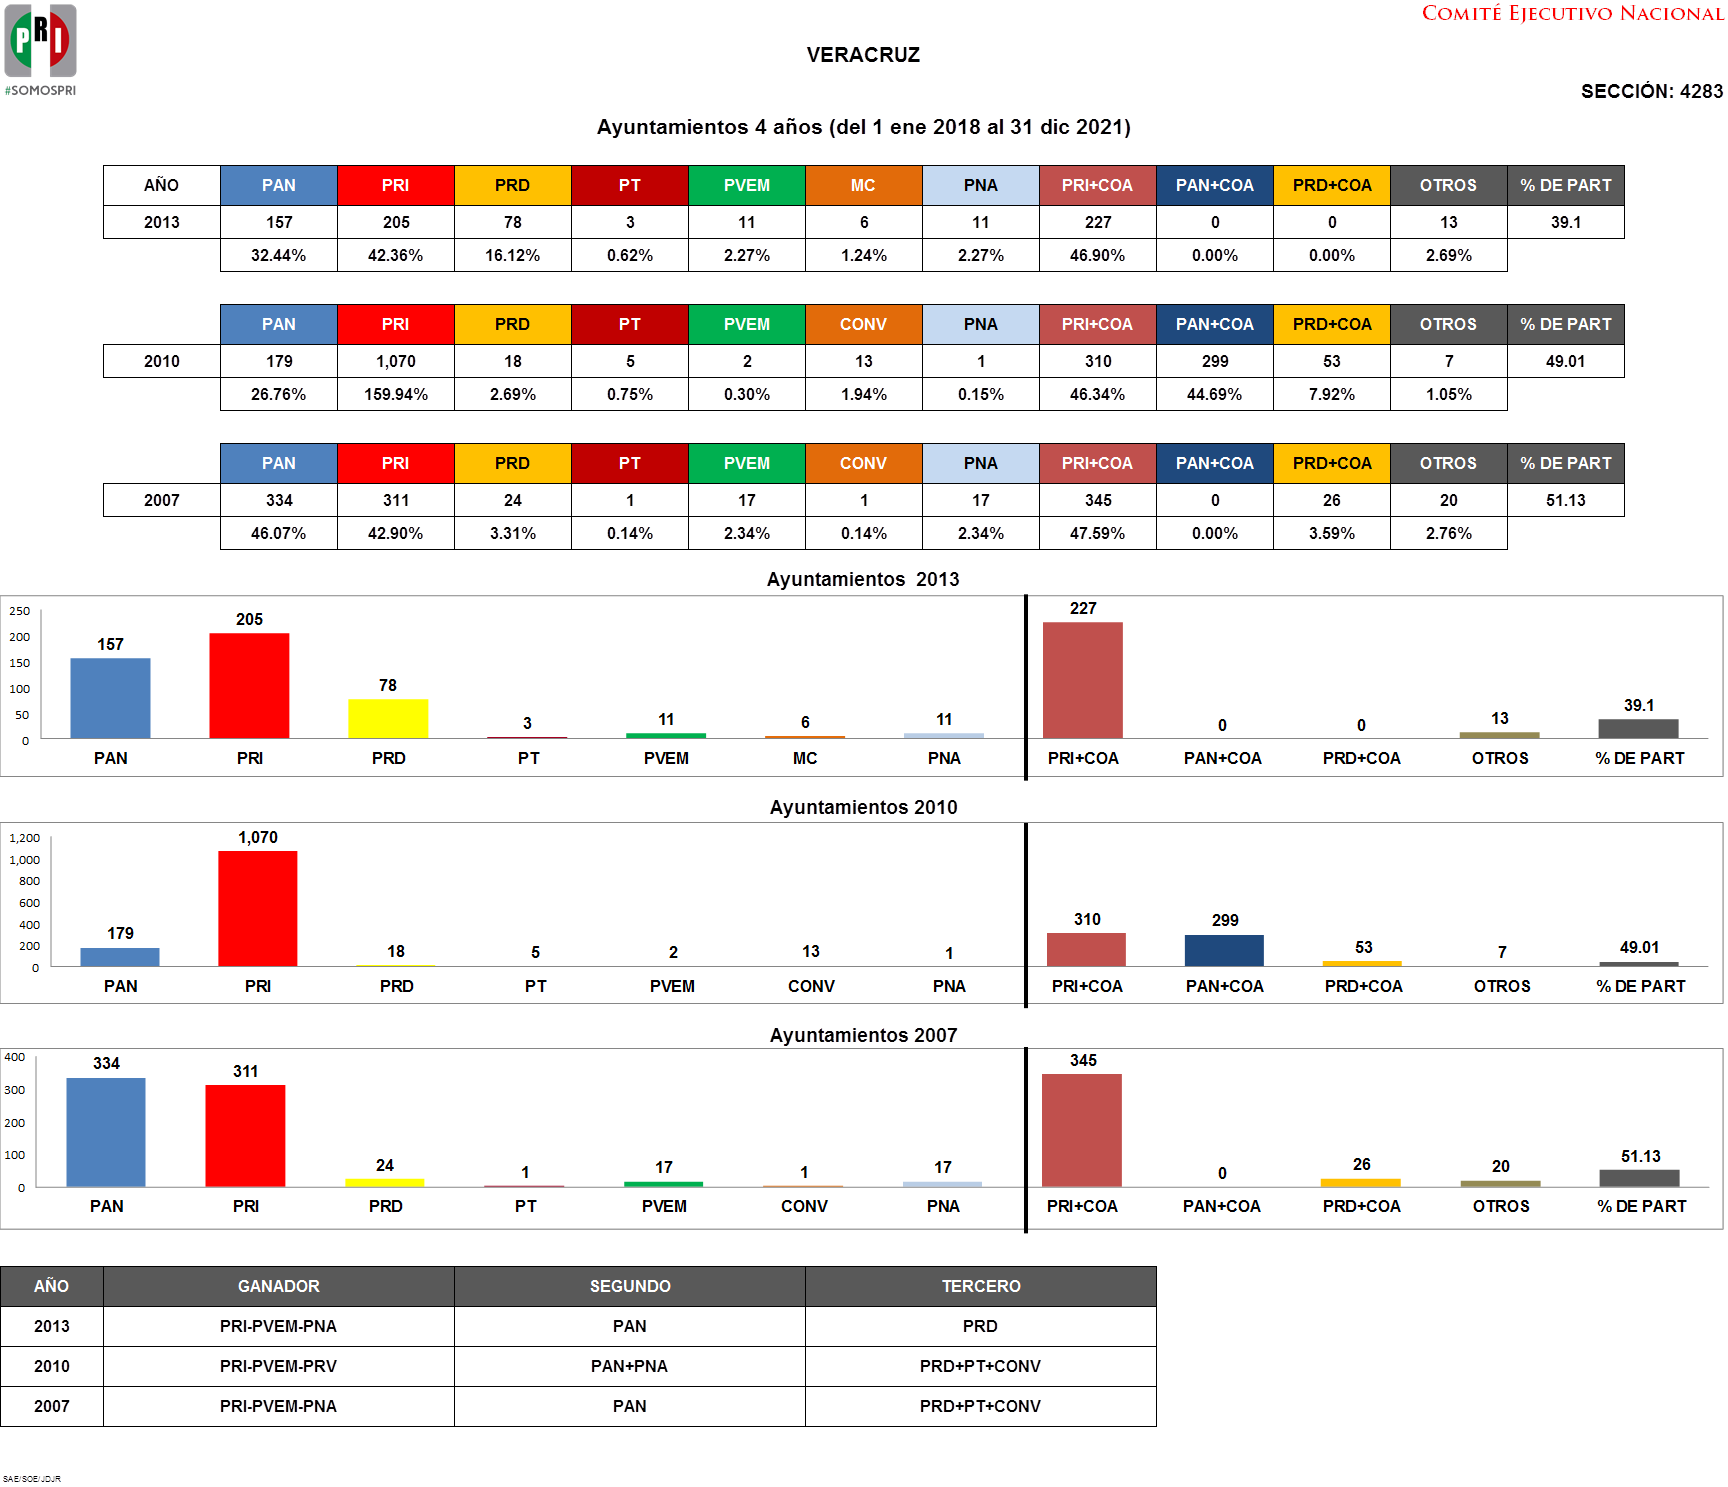 PRI
#SOMOSPRI
COMITÉ EJECUTIVO NACIONAL
VERACRUZ
SECCIÓN: 4283
Ayuntamientos 4 años (del 1 ene 2018 al 31 dic 2021)
AÑO PAN PRI PRD PT PVEM MC PNA PRI+COA PAN+COA PRD+COA OTROS % DE PART
2013 157 205 78 3 11 6 11 227 0 0 13 39.1
32.44% 42.36% 16.12% 0.62% 2.27% 1.24% 2.27% 46.90% 0.00% 0.00% 2.69%
PAN PRI PRD PT PVEM CONV PNA PRI+COA PAN+COA PRD+COA OTROS % DE PART
2010 179 1,070 18 5 2 13 1 310 299 53 7 49.01
26.76% 159.94% 2.69% 0.75% 0.30% 1.94% 0.15% 46.34% 44.69% 7.92% 1.05%
PAN PRI PRD PT PVEM CONV PNA PRI+COA PAN+COA PRD+COA OTROS % DE PART
2007 334 311 24 1 17 1 17 345 0 26 20 51.13
46.07% 42.90% 3.31% 0.14% 2.34% 0.14% 2.34% 47.59% 0.00% 3.59% 2.76%
Ayuntamientos 2013
250
200
150
100
50
0
157 205 78 3 11 6 11 227 0 0 13 39.1
PAN PRI PRD PT PVEM MC PNA PRI+COA PAN+COA PRD+COA OTROS % DE PART
Ayuntamientos 2010
1,200
1,000
800
600
400
200
0
179 1,070 18 5 2 13 1 310 299 53 7 49.01
PAN PRI PRD PT PVEM CONV PNA PRI+COA PAN+COA PRD+COA OTROS % DE PART
Ayuntamientos 2007
400
300
200
100
0
334 311 24 1 17 1 17 345 0 26 20 51.13
PAN PRI PRD PT PVEM CONV PNA PRI+COA PAN+COA PRD+COA OTROS % DE PART
AÑO GANADOR SEGUNDO TERCERO
2013 PRI-PVEM-PNA PAN PRD
2010 PRI-PVEM-PRV PAN+PNA PRD+PT+CONV
2007 PRI-PVEM-PNA PAN PRD+PT+CONV
SAE/SOE/JDJR